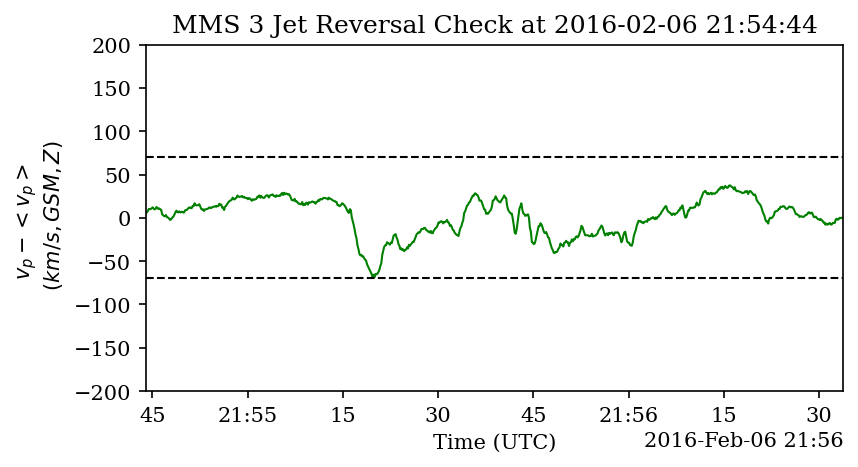 MMS 3 Jet Reversal Check at 2016-02-06 21:54:44
200
150
100
50
0
−50
−100
−150
−200
v_p − < v_p >
(km/s, GSM, Z)
45 21:55 15 30 45 21:56 15 30
Time (UTC) 2016-Feb-06 21:56